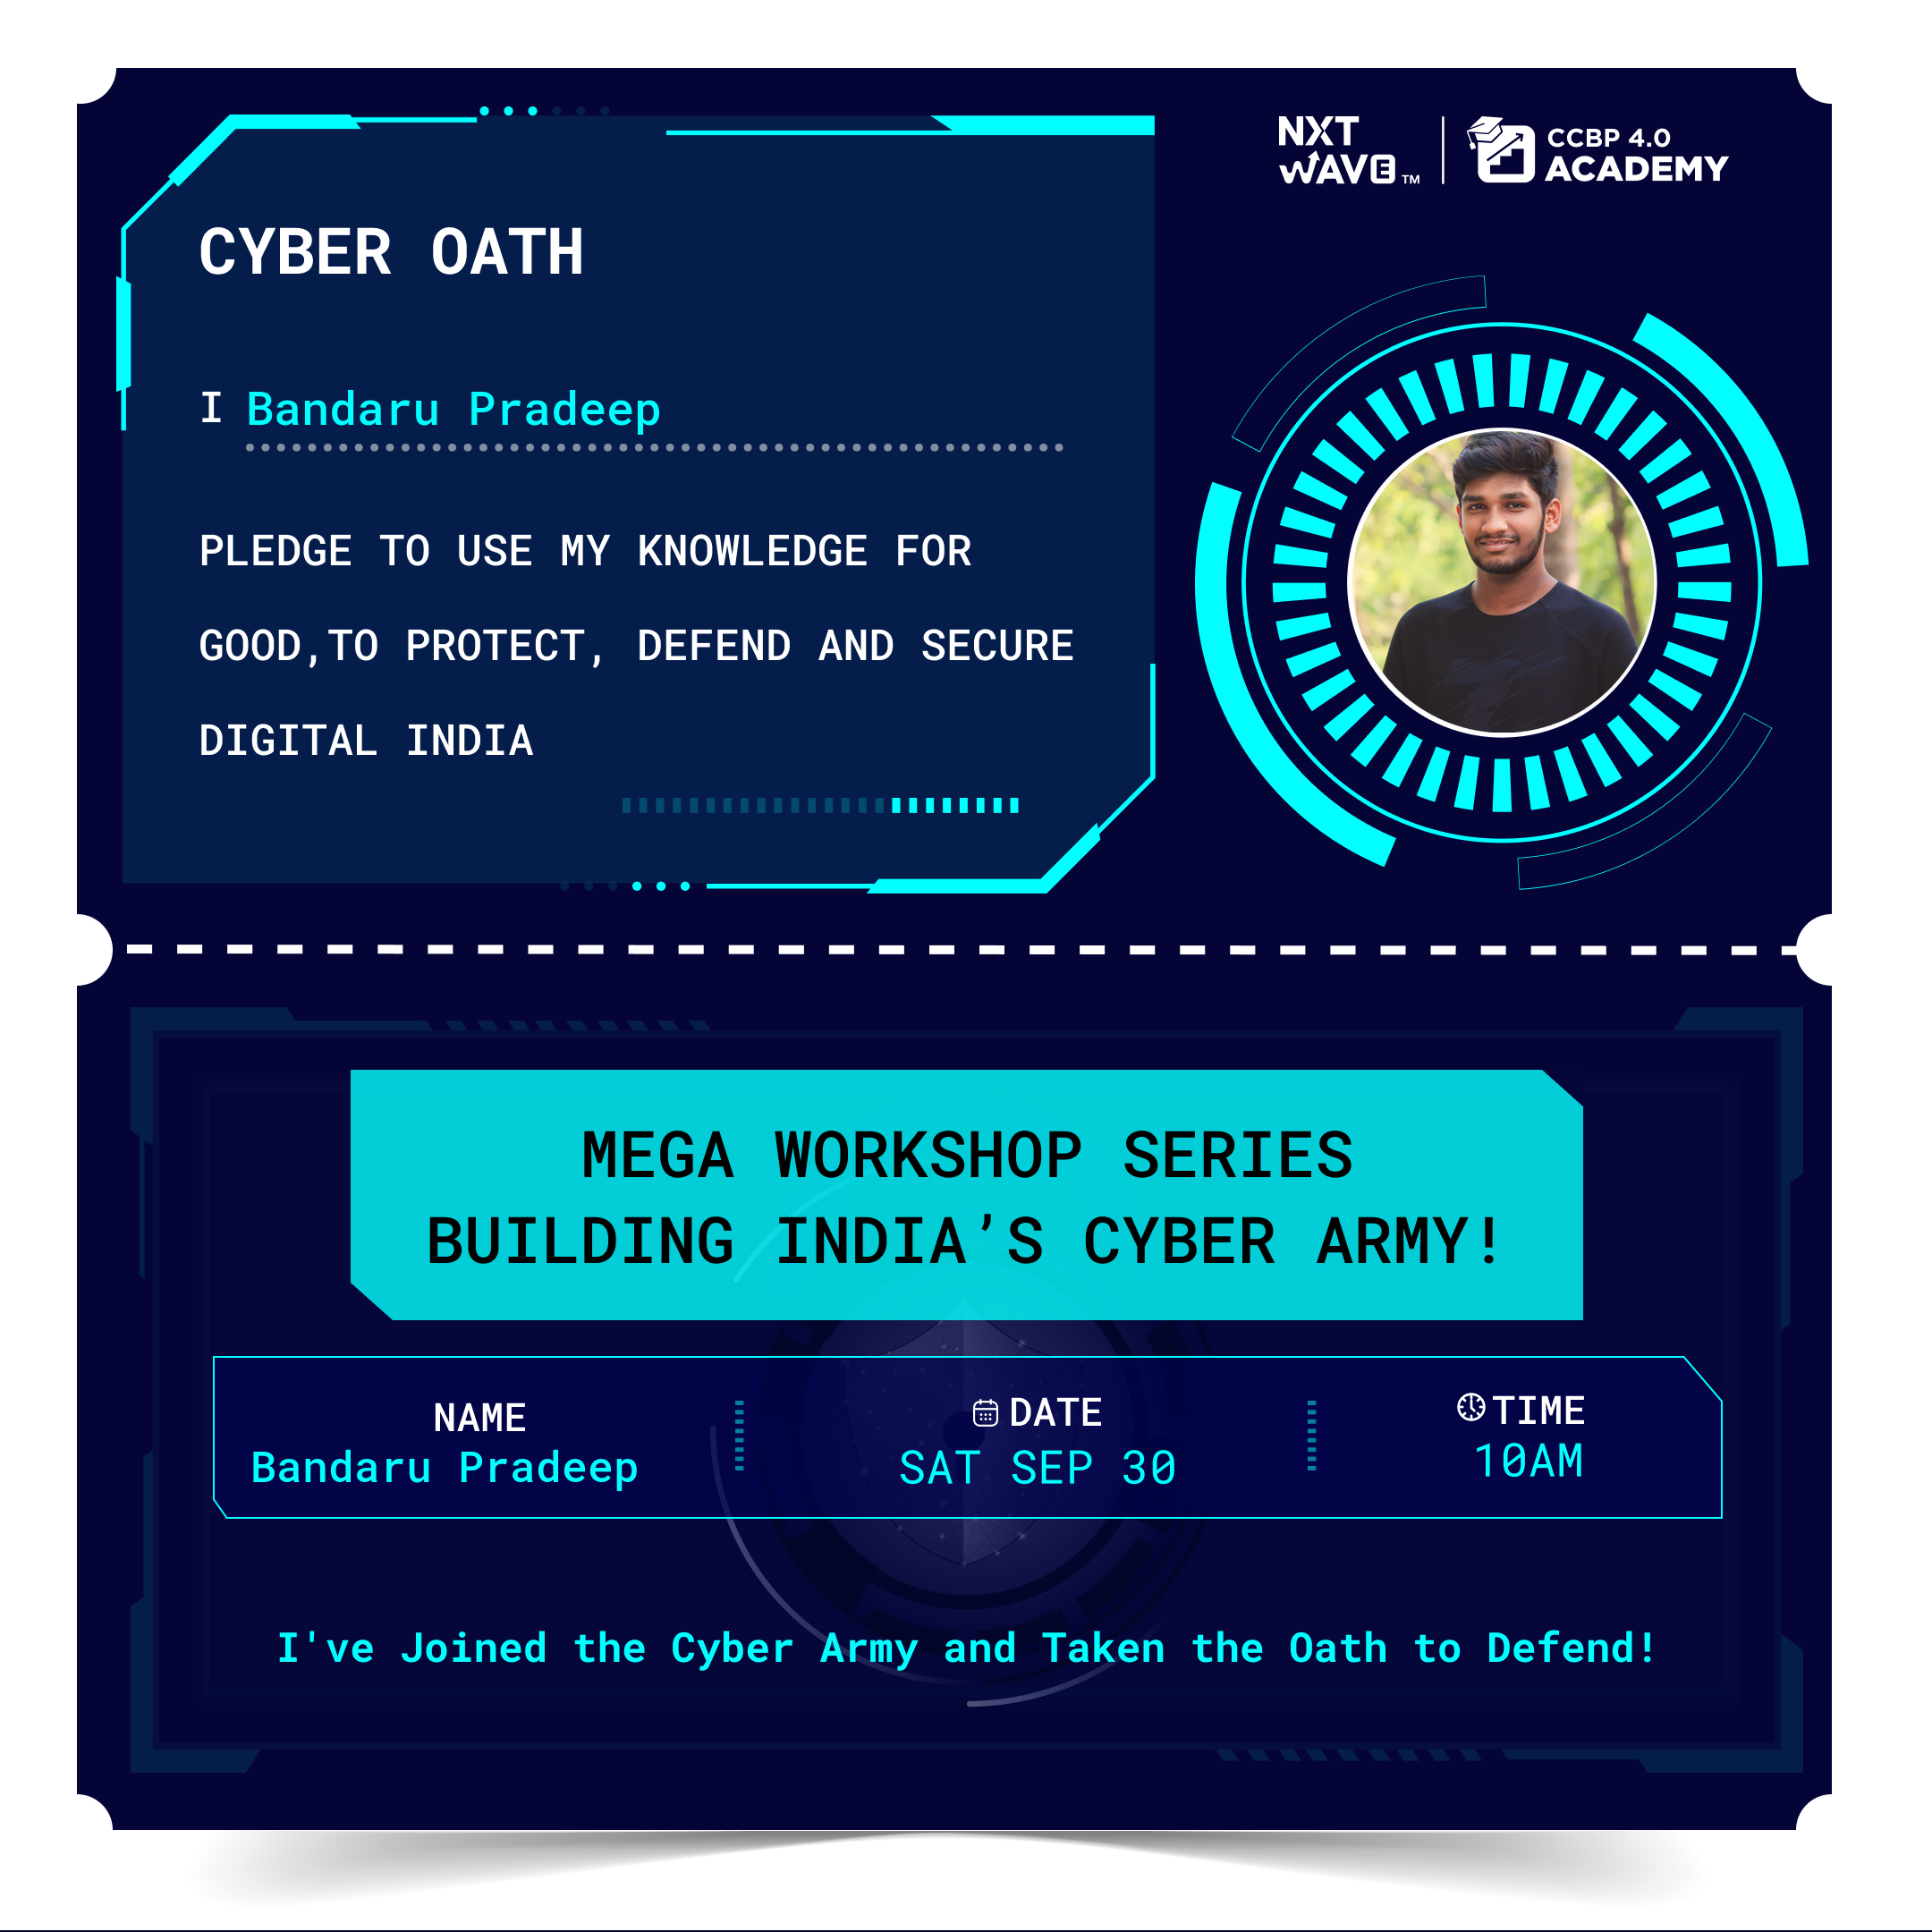 NXT
WAVE TM
CCBP 4.0
ACADEMY
CYBER OATH
I Bandaru Pradeep
PLEDGE TO USE MY KNOWLEDGE FOR
GOOD,TO PROTECT, DEFEND AND SECURE
DIGITAL INDIA
MEGA WORKSHOP SERIES
BUILDING INDIA’S CYBER ARMY!
NAME
Bandaru Pradeep
DATE
SAT SEP 30
TIME
10AM
I've Joined the Cyber Army and Taken the Oath to Defend!